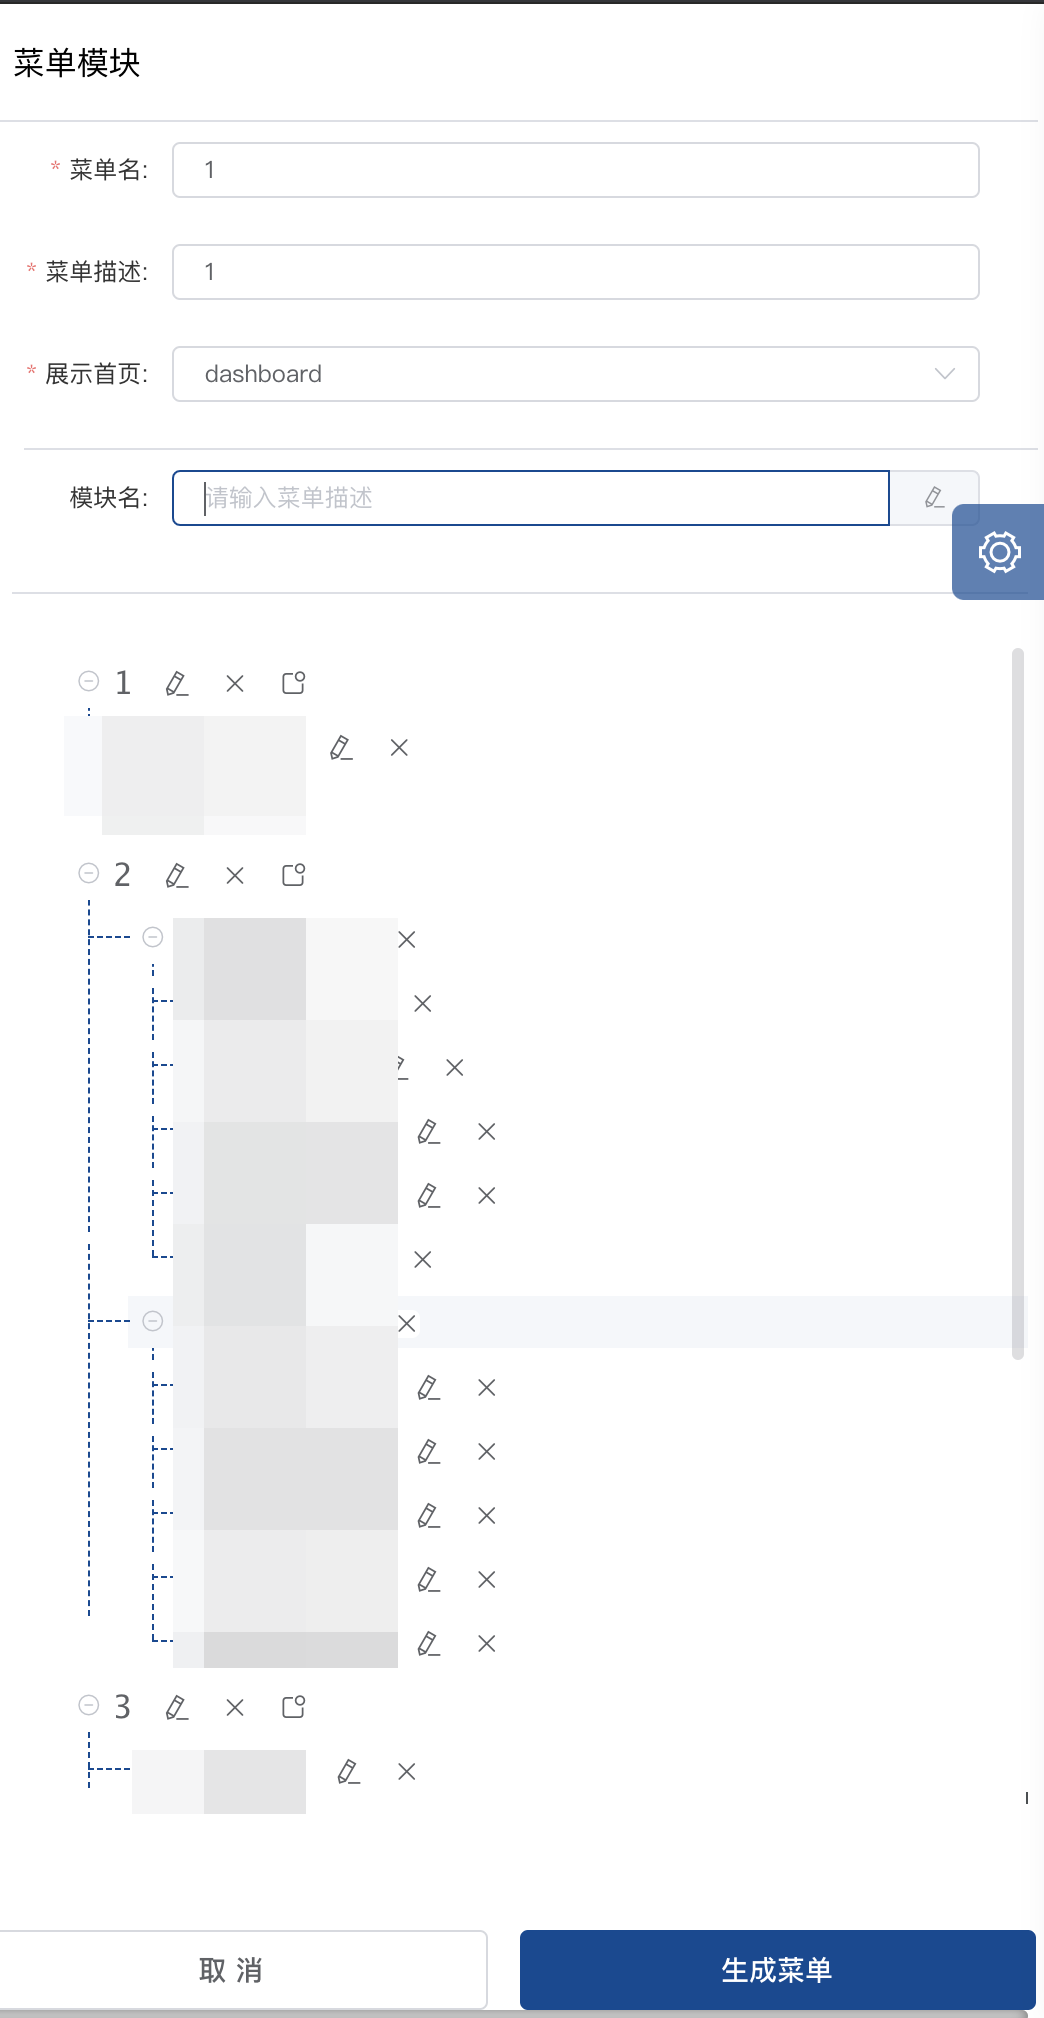 菜单模块
* 菜单名: 1
* 菜单描述: 1
* 展示首页: dashboard
模块名: 请输入菜单描述
1
2
3
取 消
生成菜单